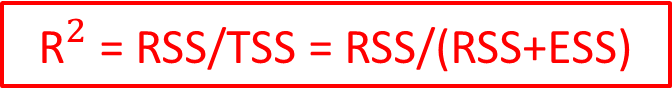 R² = RSS/TSS = RSS/(RSS+ESS)